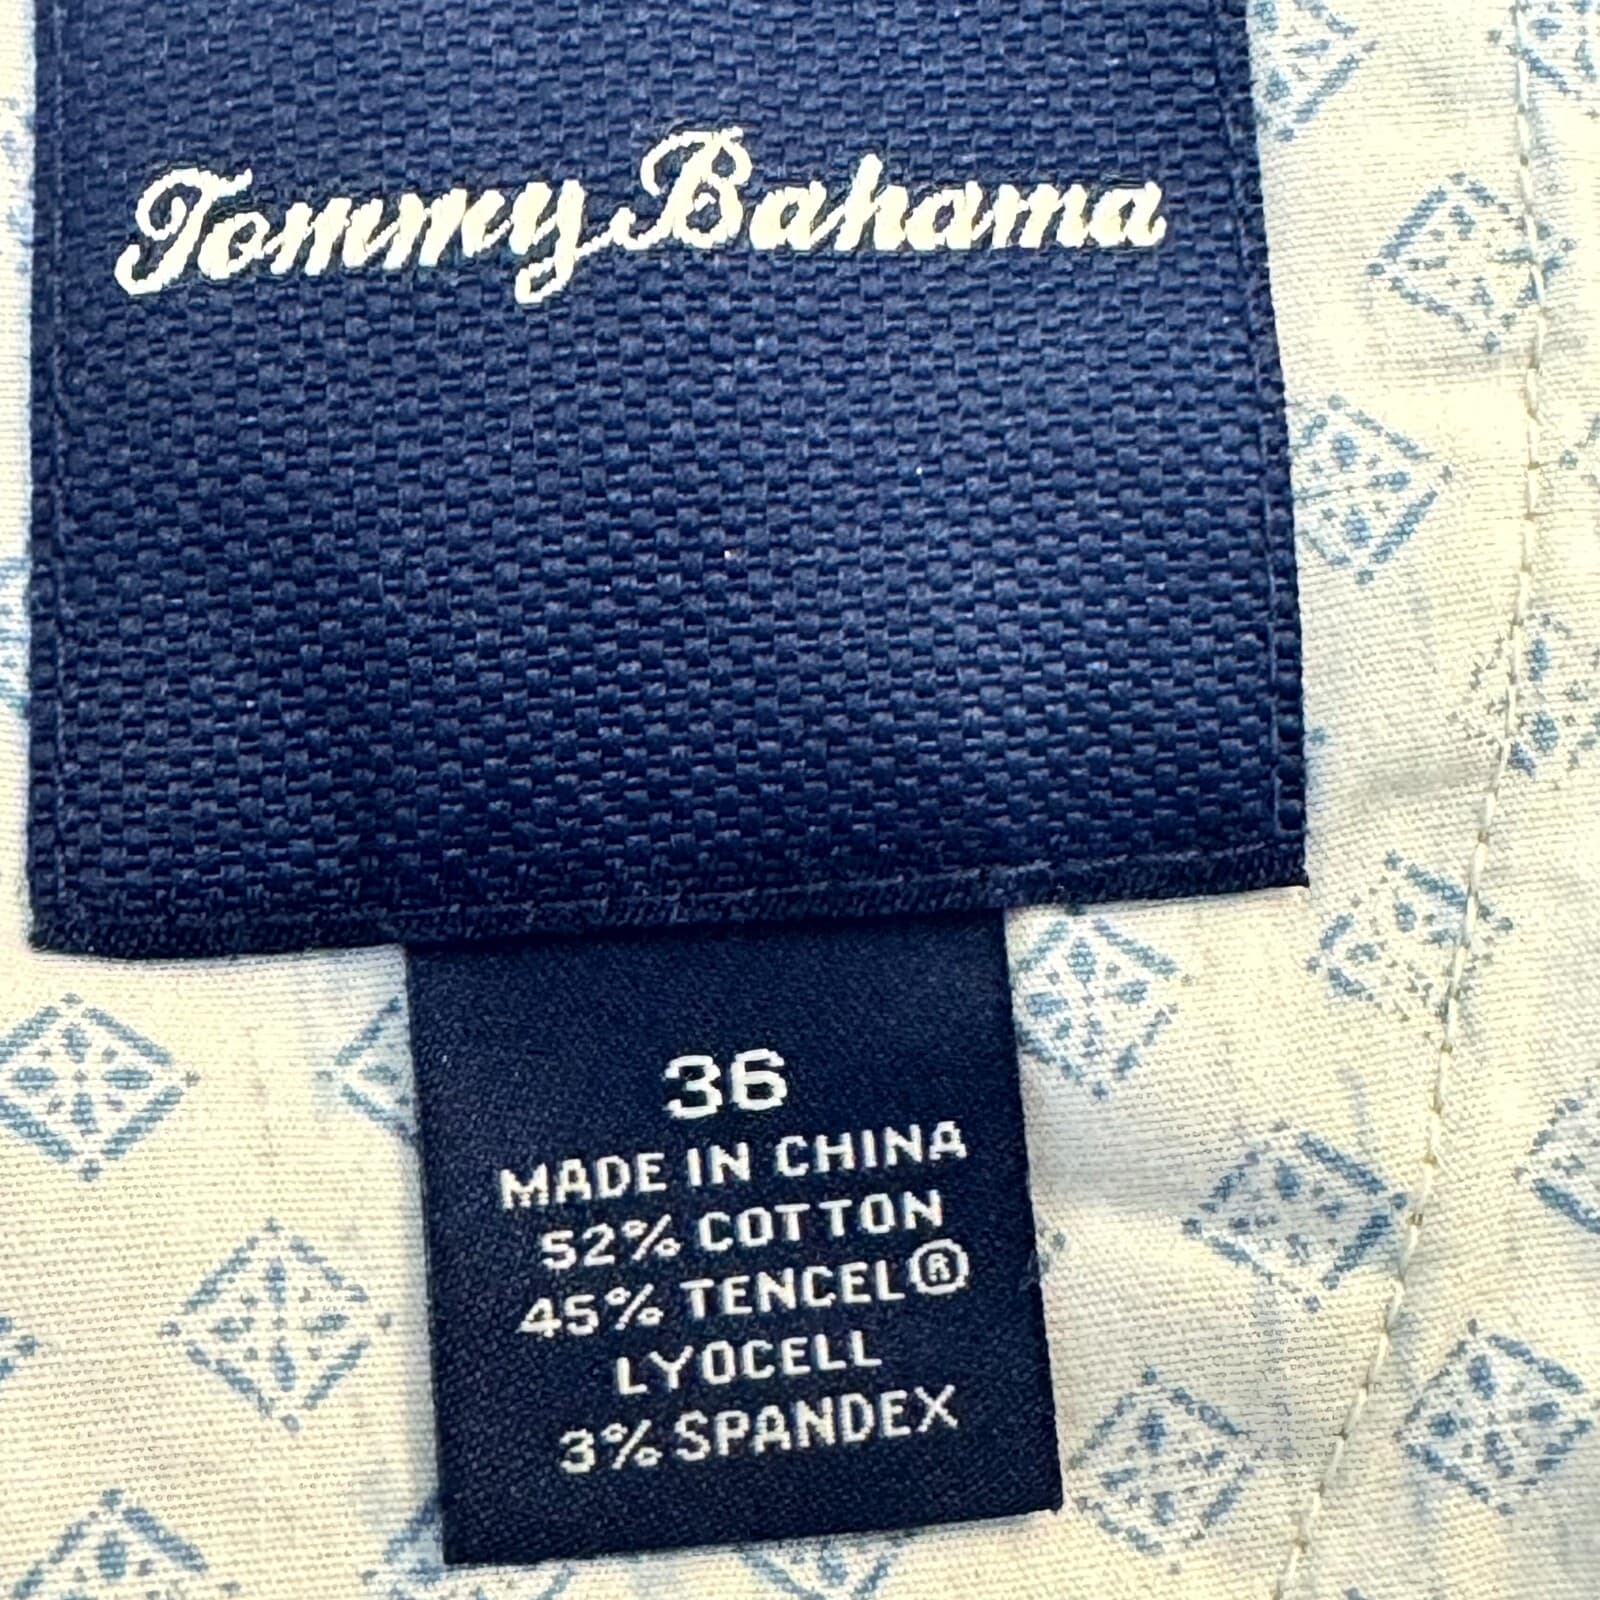 Tommy Bahama
36
MADE IN CHINA
52% COTTON
45% TENCEL®
LYOCELL
3% SPANDEX